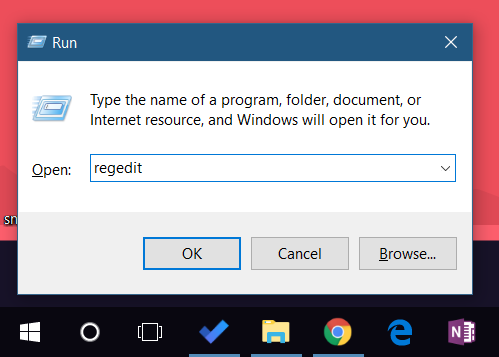 Run
Type the name of a program, folder, document, or
Internet resource, and Windows will open it for you.
Open: regedit
sn
OK Cancel Browse...